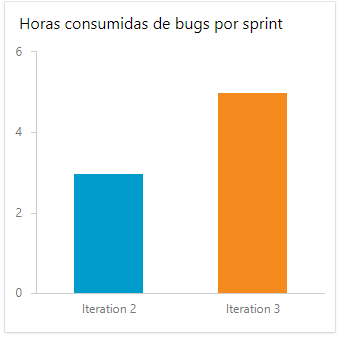 Horas consumidas de bugs por sprint
6
4
2
0
Iteration 2
Iteration 3